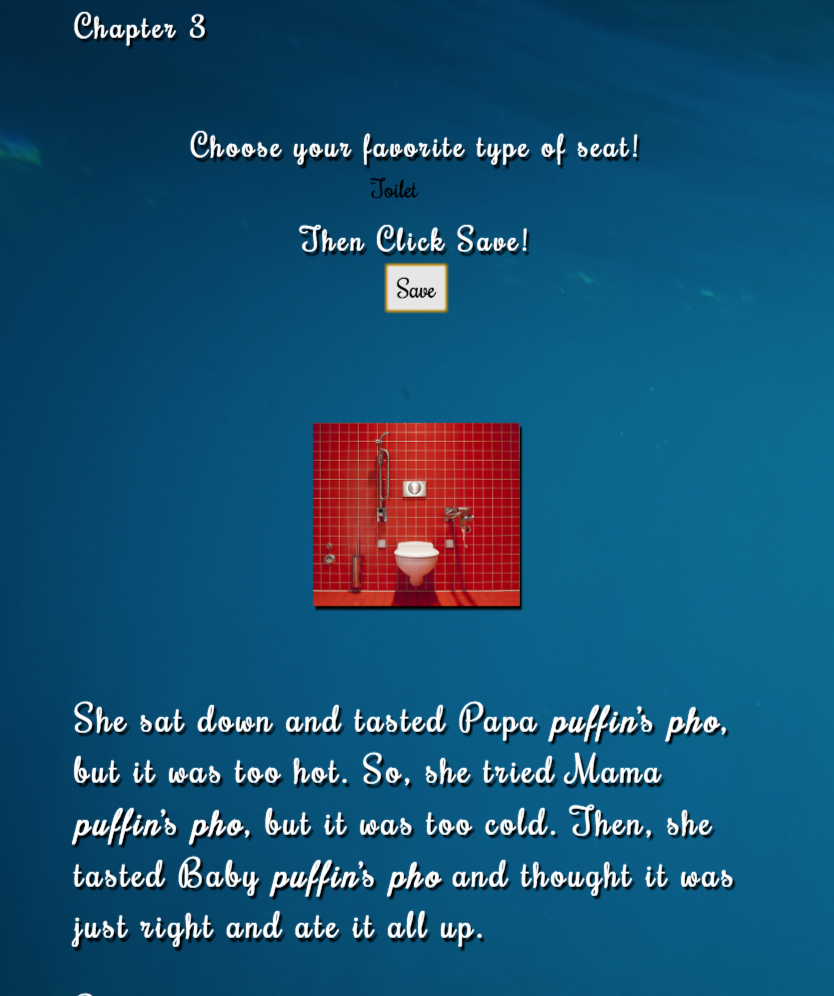 Chapter 3
Choose your favorite type of seat!
Toilet
Then Click Save!
Save
She sat down and tasted Papa puffin's pho,
but it was too hot. So, she tried Mama
puffin's pho, but it was too cold. Then, she
tasted Baby puffin's pho and thought it was
just right and ate it all up.